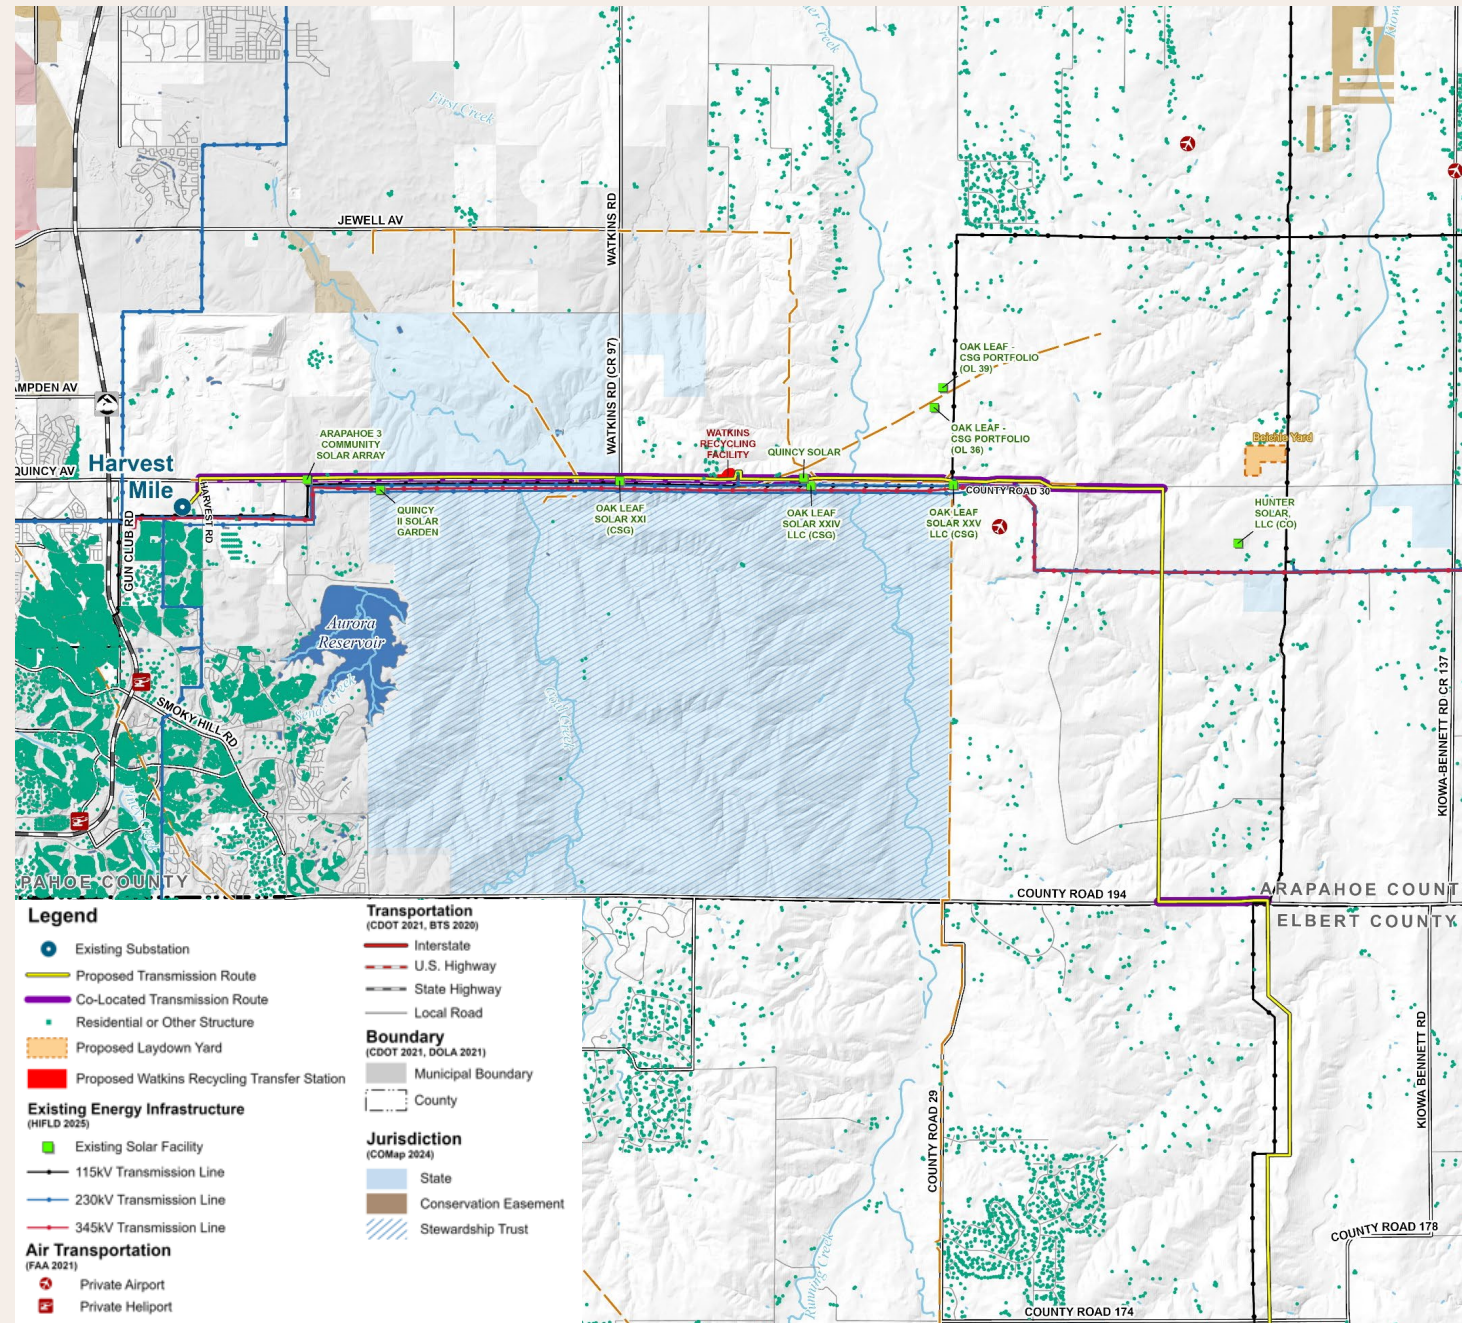 First Creek
JEWELL AV
WATKINS RD
WATKINS RD (CR 97)
AMPDEN AV
QUINCY AV
Harvest
Mile
HARVEST RD
GUN CLUB RD
ARAPAHOE 3
COMMUNITY
SOLAR ARRAY
QUINCY
II SOLAR
GARDEN
OAK LEAF
SOLAR XXI
(CSG)
WATKINS
RECYCLING
FACILITY
QUINCY SOLAR
OAK LEAF
SOLAR XXIV
LLC (CSG)
OAK LEAF -
CSG PORTFOLIO
(OL 39)
OAK LEAF -
CSG PORTFOLIO
(OL 36)
OAK LEAF
SOLAR XXV
LLC (CSG)
COUNTY ROAD 30
Beichle Yard
HUNTER
SOLAR,
LLC (CO)
Aurora
Reservoir
SMOKY HILL RD
KIOWA-BENNETT RD CR 137
PAHOE COUNTY
COUNTY ROAD 194
ARAPAHOE COUNT
ELBERT COUNTY
COUNTY ROAD 29
KIOWA BENNETT RD
COUNTY ROAD 178
COUNTY ROAD 174
Running Creek
Legend
Existing Substation
Proposed Transmission Route
Co-Located Transmission Route
Residential or Other Structure
Proposed Laydown Yard
Proposed Watkins Recycling Transfer Station
Existing Energy Infrastructure
(HIFLD 2025)
Existing Solar Facility
115kV Transmission Line
230kV Transmission Line
345kV Transmission Line
Air Transportation
(FAA 2021)
Private Airport
Private Heliport
Transportation
(CDOT 2021, BTS 2020)
Interstate
U.S. Highway
State Highway
Local Road
Boundary
(CDOT 2021, DOLA 2021)
Municipal Boundary
County
Jurisdiction
(COMap 2024)
State
Conservation Easement
Stewardship Trust